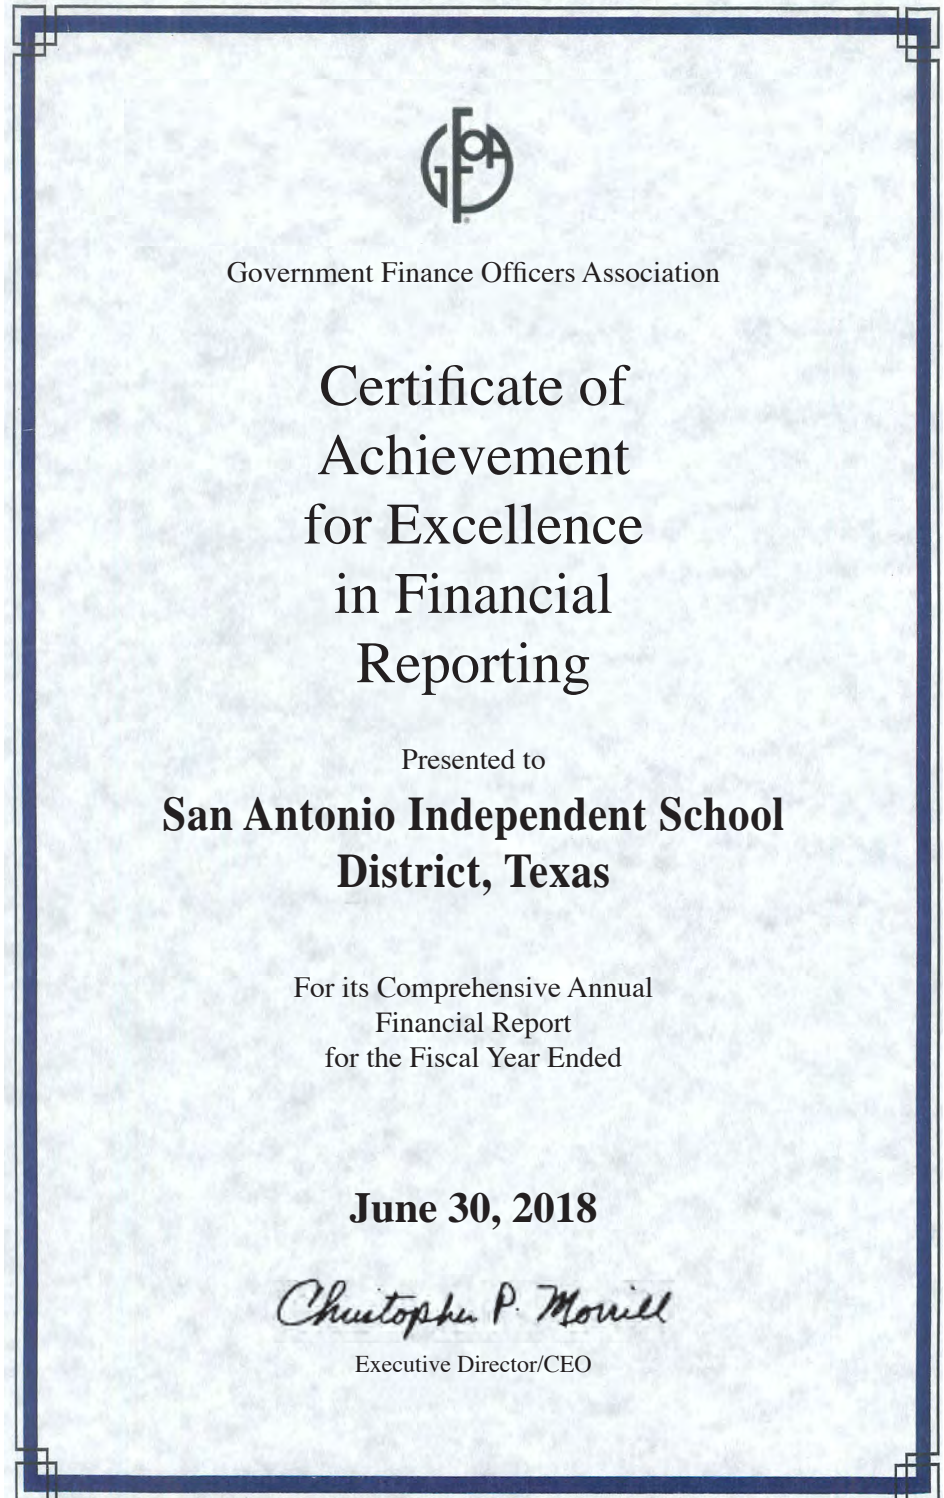 GFOA
Government Finance Officers Association
Certificate of
Achievement
for Excellence
in Financial
Reporting
Presented to
San Antonio Independent School
District, Texas
For its Comprehensive Annual
Financial Report
for the Fiscal Year Ended
June 30, 2018
Christopher P. Morrill
Executive Director/CEO